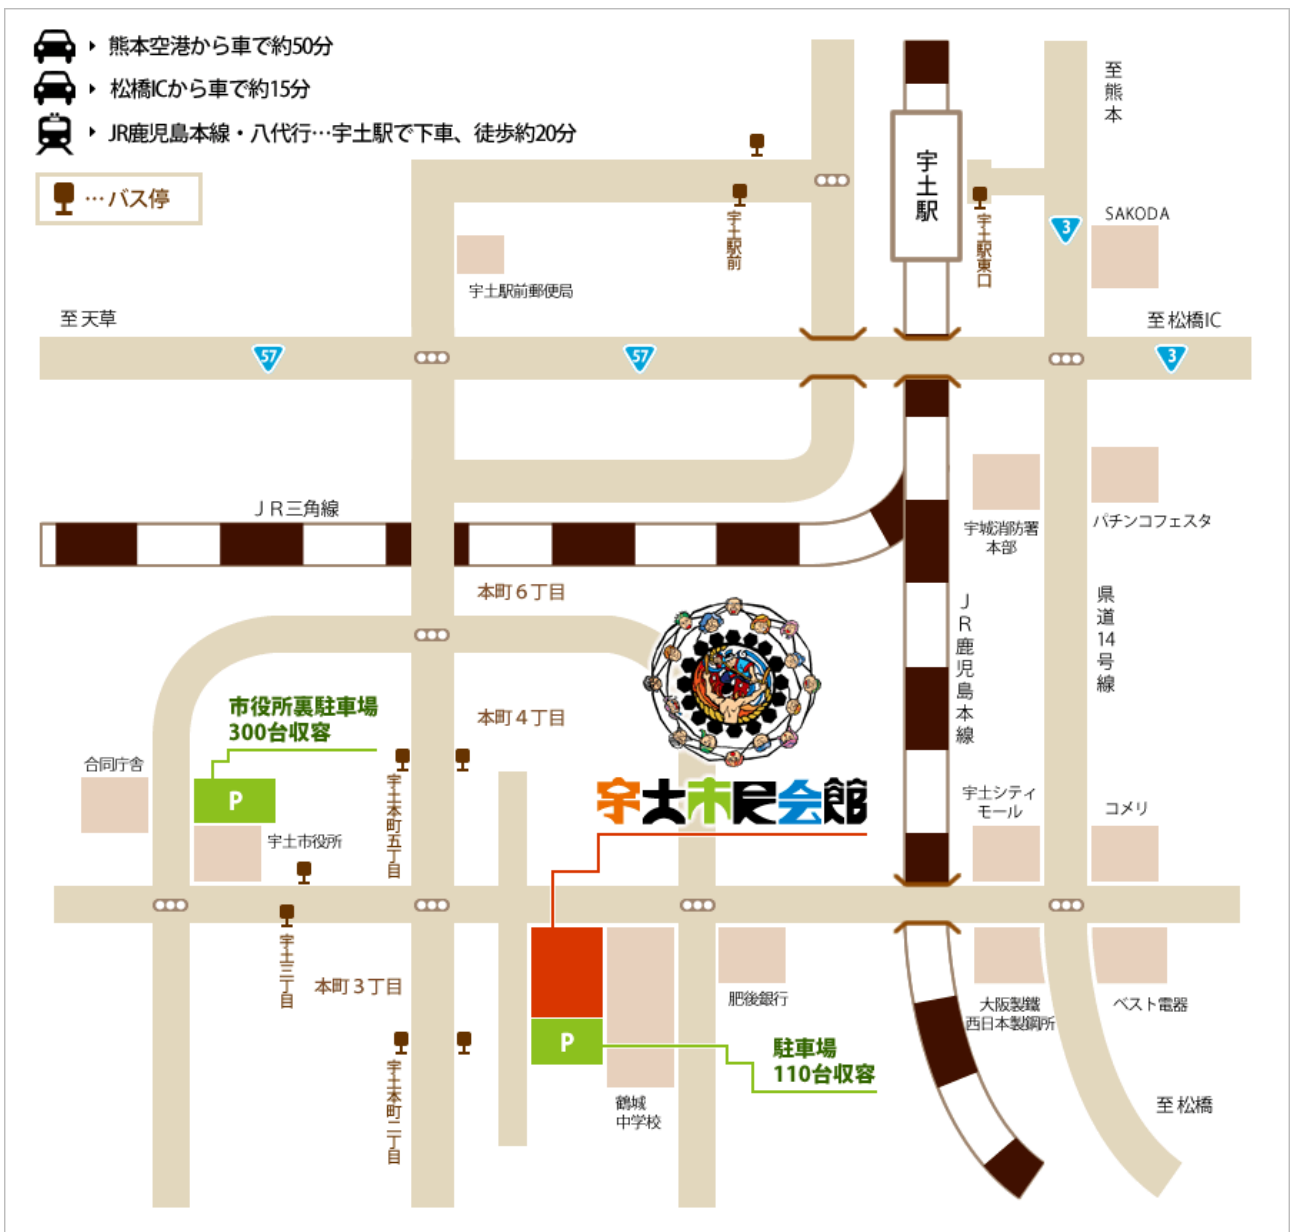 熊本空港から車で約50分
松橋ICから車で約15分
JR鹿児島本線・八代行…宇土駅で下車、徒歩約20分
…バス停
至熊本
宇土駅
宇土駅前
宇土駅東口
3
SAKODA
宇土駅前郵便局
至 天草
至 松橋IC
57
57
3
ＪＲ三角線
宇城消防署
本部
パチンコフェスタ
本町６丁目
ＪＲ鹿児島本線
県道14号線
市役所裏駐車場
300台収容
本町４丁目
合同庁舎
P
宇土市役所
宇土本町五丁目
宇土市民会館
宇土シティ
モール
コメリ
宇土三丁目
本町３丁目
宇土本町二丁目
P
鶴城
中学校
肥後銀行
駐車場
110台収容
大阪製鐵
西日本製鋼所
ベスト電器
至 松橋